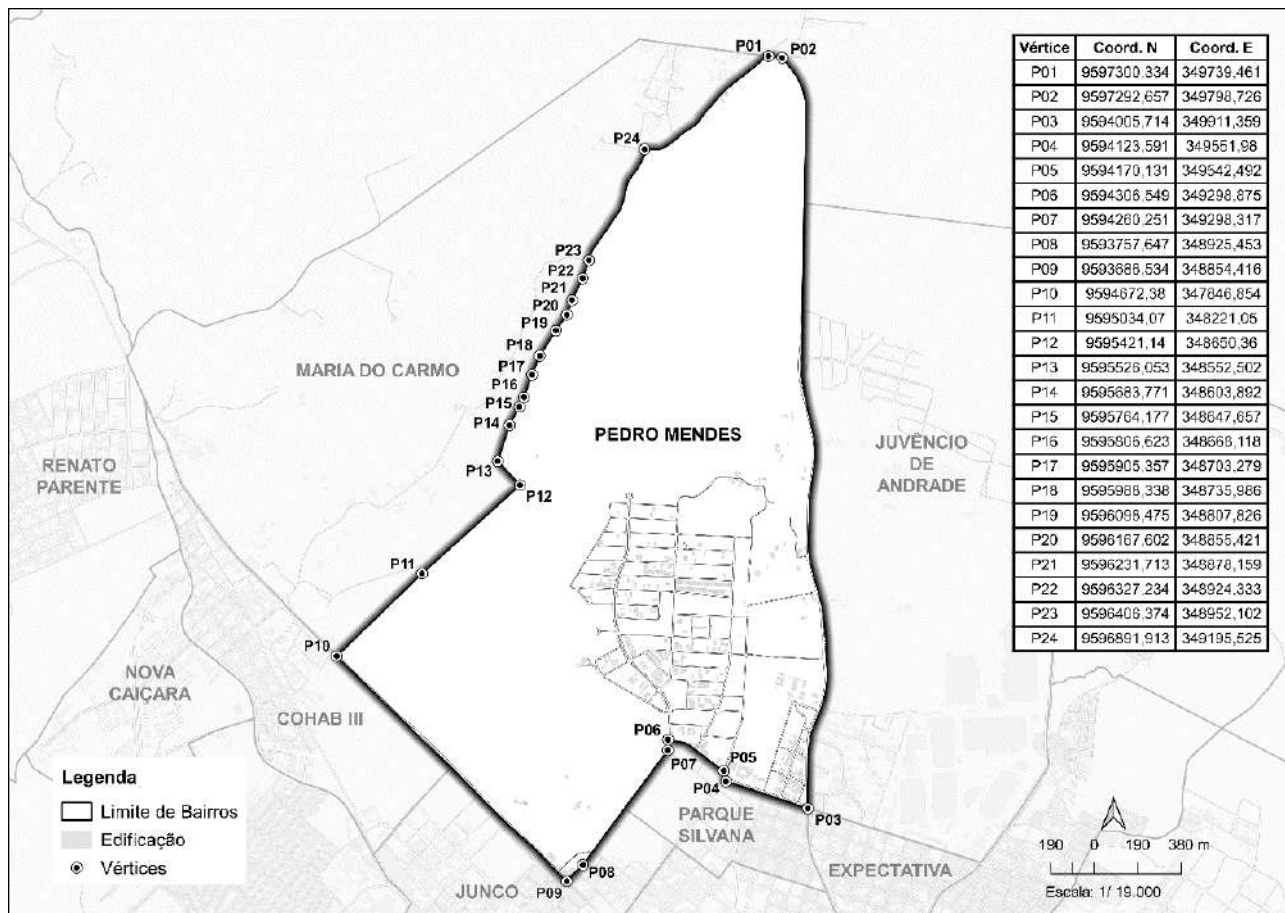 P01
P02
P24
P23
P22
P21
P20
P19
P18
P17
P16
P15
P14
P13
P12
P11
P10
P06
P07
P05
P04
P03
P08
P09
MARIA DO CARMO
PEDRO MENDES
RENATO
PARENTE
JUVÊNCIO
DE
ANDRADE
NOVA
CAIÇARA
COHAB III
PARQUE
SILVANA
EXPECTATIVA
JUNCO
Legenda
Limite de Bairros
Edificação
Vértices
Vértice Coord. N Coord. E
P01 9597300,334 349739,461
P02 9597292,657 349798,726
P03 9594005,714 349911,359
P04 9594123,591 349551,98
P05 9594170,131 349542,492
P06 9594306,549 349298,875
P07 9594260,251 349298,317
P08 9593757,647 348925,453
P09 9593686,534 348854,416
P10 9594672,38 347846,854
P11 9595034,07 348221,05
P12 9595421,14 348650,36
P13 9595526,053 348552,502
P14 9595683,771 348603,892
P15 9595764,177 348647,657
P16 9595806,623 348668,118
P17 9595905,357 348703,279
P18 9595988,338 348735,986
P19 9596098,475 348807,826
P20 9596167,602 348855,421
P21 9596231,713 348878,159
P22 9596327,234 348924,333
P23 9596406,374 348952,102
P24 9596891,913 349195,525
190 0 190 380 m
Escala: 1/ 19.000